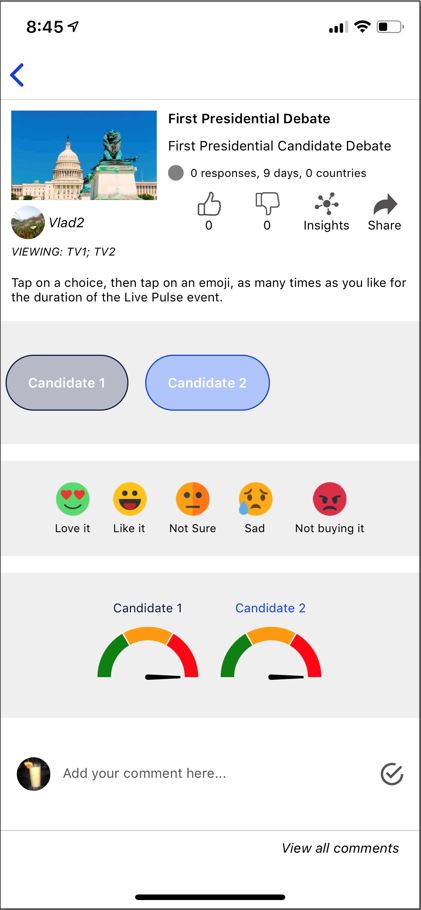 8:45
First Presidential Debate
First Presidential Candidate Debate
0 responses, 9 days, 0 countries
0
0
Insights
Share
Vlad2
VIEWING: TV1; TV2
Tap on a choice, then tap on an emoji, as many times as you like for
the duration of the Live Pulse event.
Candidate 1
Candidate 2
Love it
Like it
Not Sure
Sad
Not buying it
Candidate 1
Candidate 2
Add your comment here...
View all comments